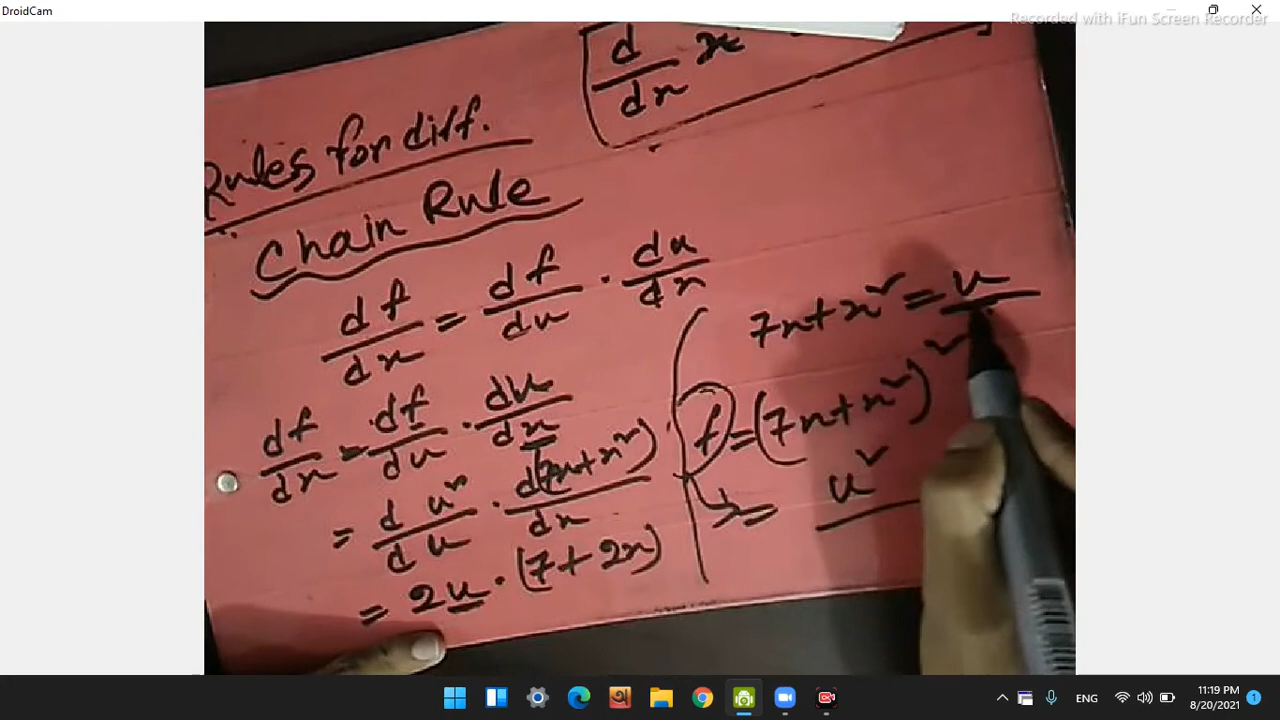 DroidCam
Recorded with iFun Screen Recorder
d/dx x
Rules for diff.
Chain Rule
df/dx = df/du · du/dx
df/dx = df/du · du/dx
= d u²/d u · d(7x+x²)/dx
= 2u · (7+2x)
7x+x² = u
f = (7x+x²)²
= u²
ENG
11:19 PM
8/20/2021
1